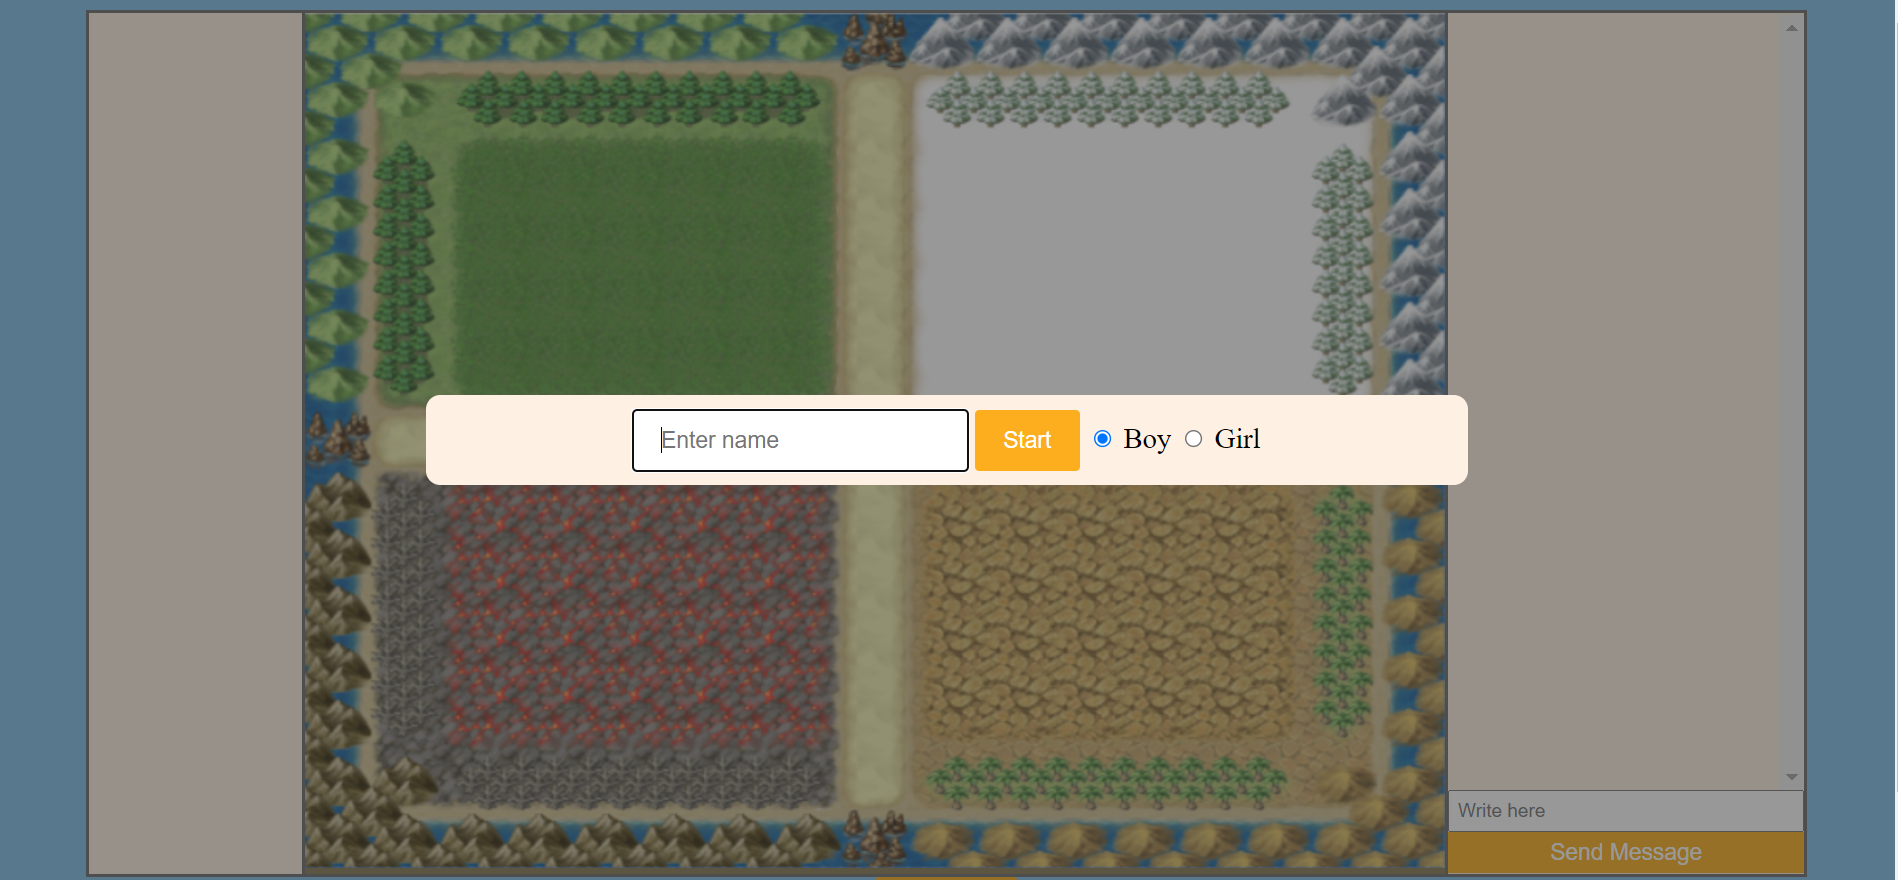 Enter name
Start
Boy
Girl
Write here
Send Message